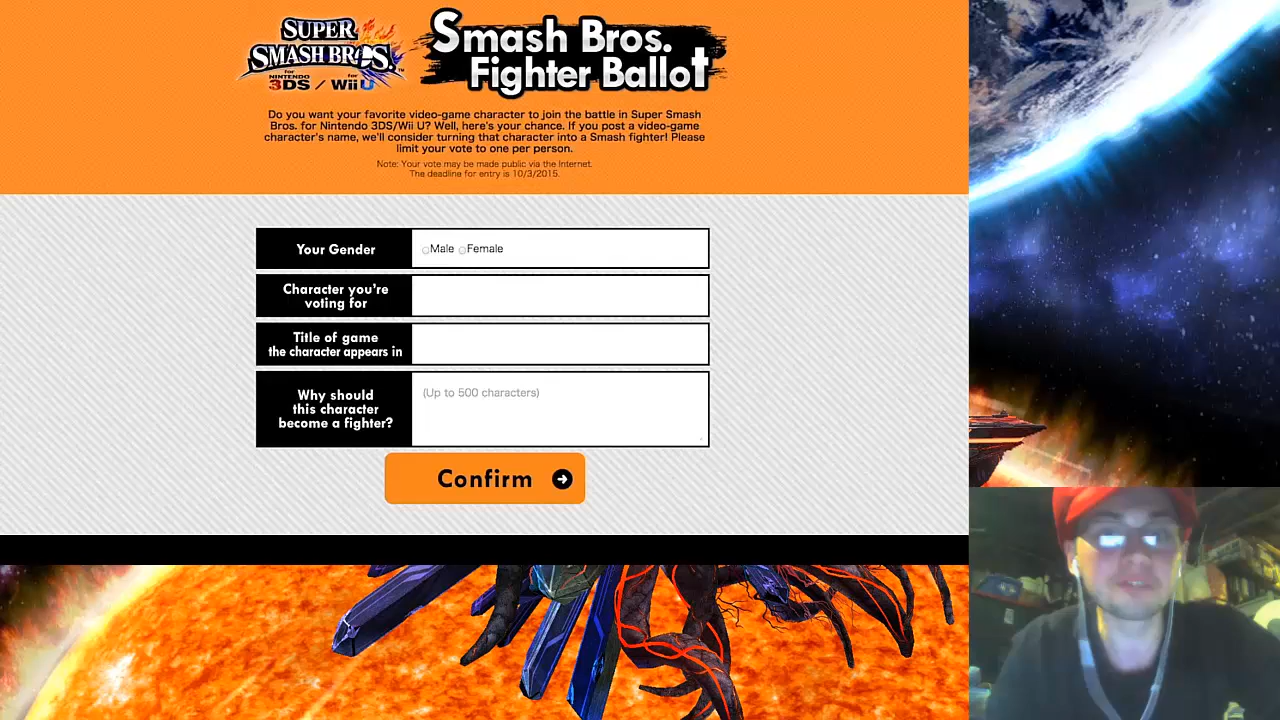 SUPER
SMASH BROS.
for NINTENDO 3DS / for Wii U
Smash Bros.
Fighter Ballot
Do you want your favorite video-game character to join the battle in Super Smash
Bros. for Nintendo 3DS/Wii U? Well, here's your chance. If you post a video-game
character's name, we'll consider turning that character into a Smash fighter! Please
limit your vote to one per person.
Note: Your vote may be made public via the Internet.
The deadline for entry is 10/3/2015.
Your Gender
Male Female
Character you're
voting for
Title of game
the character appears in
Why should
this character
become a fighter?
(Up to 500 characters)
Confirm